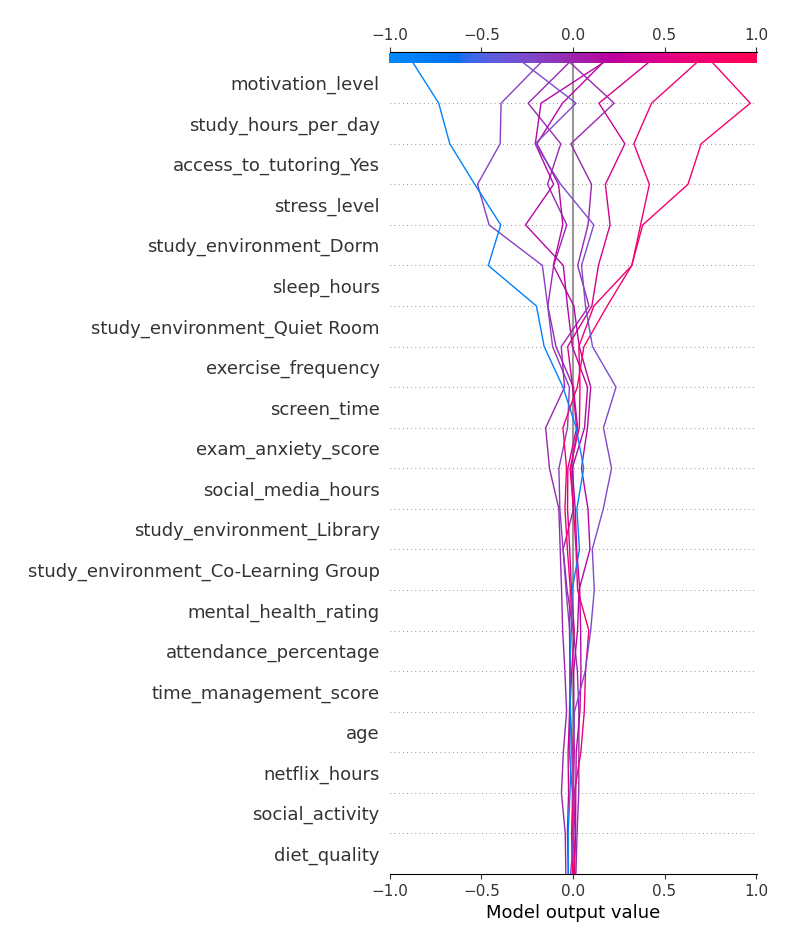 −1.0 −0.5 0.0 0.5 1.0
motivation_level
study_hours_per_day
access_to_tutoring_Yes
stress_level
study_environment_Dorm
sleep_hours
study_environment_Quiet Room
exercise_frequency
screen_time
exam_anxiety_score
social_media_hours
study_environment_Library
study_environment_Co-Learning Group
mental_health_rating
attendance_percentage
time_management_score
age
netflix_hours
social_activity
diet_quality
−1.0 −0.5 0.0 0.5 1.0
Model output value